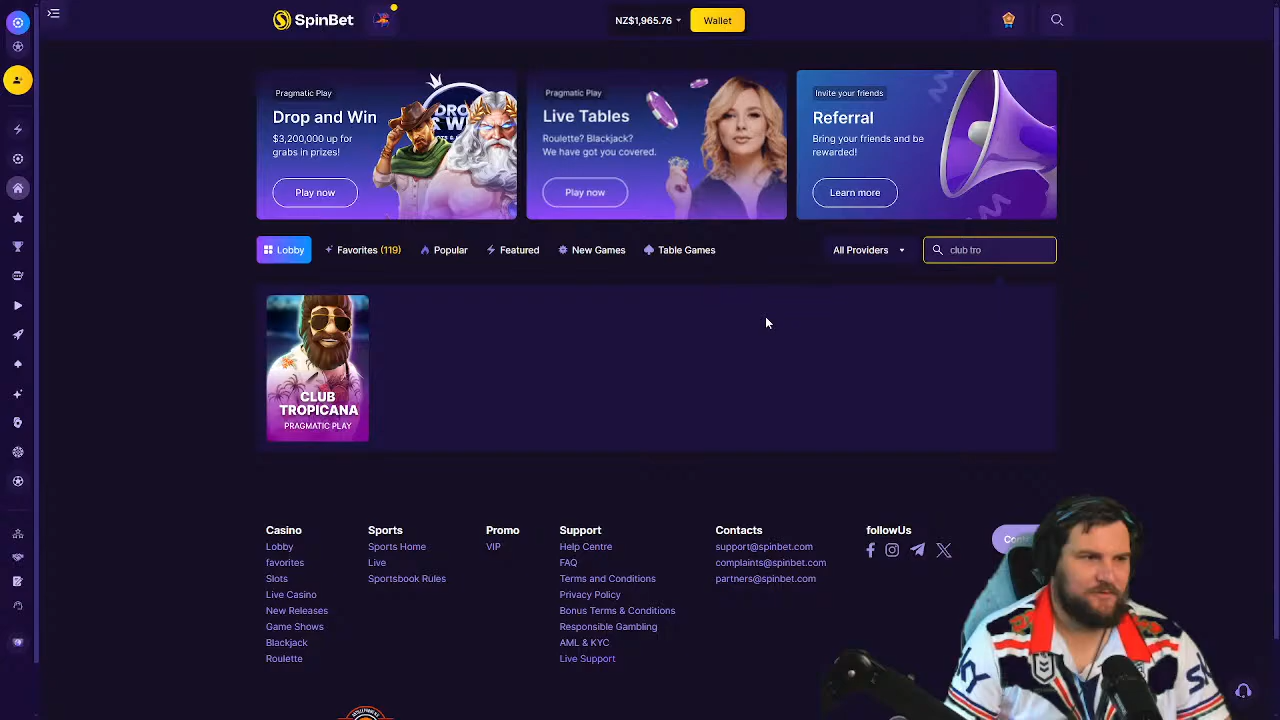 SpinBet
NZ$1,965.76
Wallet
Pragmatic Play
Drop and Win
$3,200,000 up for
grabs in prizes!
Play now
Pragmatic Play
Live Tables
Roulette? Blackjack?
We have got you covered.
Play now
Invite your friends
Referral
Bring your friends and be
rewarded!
Learn more
Lobby
Favorites (119)
Popular
Featured
New Games
Table Games
All Providers
club tro
CLUB
TROPICANA
PRAGMATIC PLAY
Casino
Lobby
favorites
Slots
Live Casino
New Releases
Game Shows
Blackjack
Roulette
Sports
Sports Home
Live
Sportsbook Rules
Promo
VIP
Support
Help Centre
FAQ
Terms and Conditions
Privacy Policy
Bonus Terms & Conditions
Responsible Gambling
AML & KYC
Live Support
Contacts
support@spinbet.com
complaints@spinbet.com
partners@spinbet.com
followUs
SKY